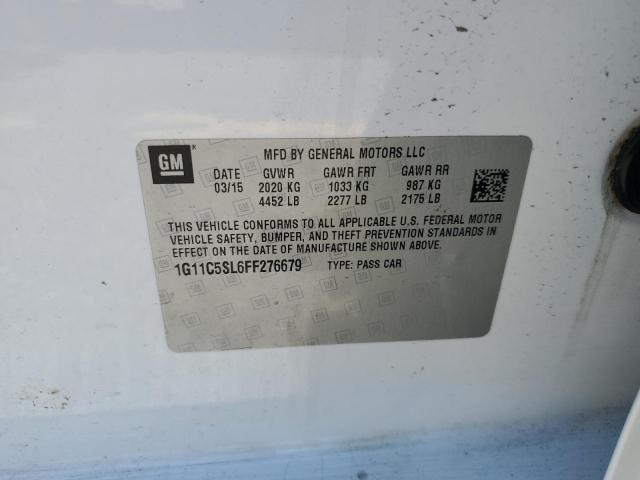 GM ® MFD BY GENERAL MOTORS LLC
DATE GVWR GAWR FRT GAWR RR
03/15 2020 KG 1033 KG 987 KG
4452 LB 2277 LB 2175 LB
THIS VEHICLE CONFORMS TO ALL APPLICABLE U.S. FEDERAL MOTOR
VEHICLE SAFETY, BUMPER, AND THEFT PREVENTION STANDARDS IN
EFFECT ON THE DATE OF MANUFACTURE SHOWN ABOVE.
1G11C5SL6FF276679 TYPE: PASS CAR